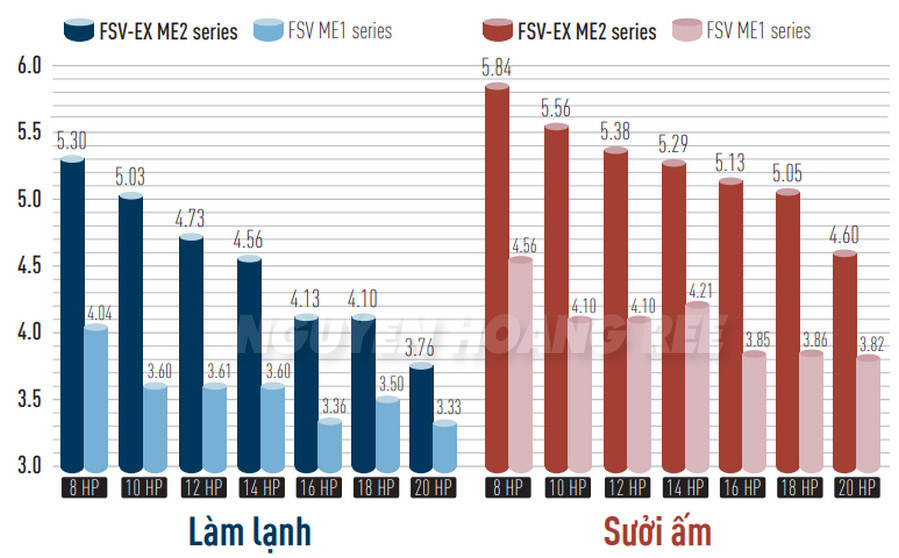 FSV-EX ME2 series FSV ME1 series FSV-EX ME2 series FSV ME1 series
6.0
5.5
5.0
4.5
4.0
3.5
3.0
5.30 4.04 5.03 3.60 4.73 3.61 4.56 3.60 4.13 3.36 4.10 3.50 3.76 3.33
5.84 4.56 5.56 4.10 5.38 4.10 5.29 4.21 5.13 3.85 5.05 3.86 4.60 3.82
NGUYEN HOANG REE
8 HP 10 HP 12 HP 14 HP 16 HP 18 HP 20 HP 8 HP 10 HP 12 HP 14 HP 16 HP 18 HP 20 HP
Làm lạnh Sưởi ấm